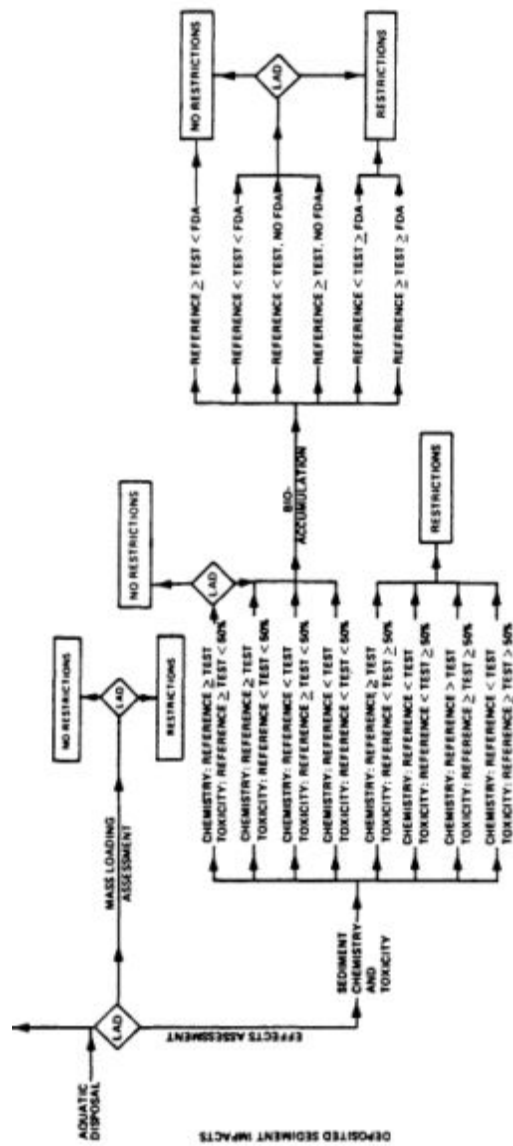 DEPOSITED SEDIMENT IMPACTS
AQUATIC
DISPOSAL
LAD
EFFECTS ASSESSMENT
MASS LOADING
ASSESSMENT
LAD
NO RESTRICTIONS
RESTRICTIONS
SEDIMENT
CHEMISTRY
AND
TOXICITY
CHEMISTRY: REFERENCE ≥ TEST
TOXICITY: REFERENCE ≥ TEST < 50%
CHEMISTRY: REFERENCE ≥ TEST
TOXICITY: REFERENCE < TEST < 50%
CHEMISTRY: REFERENCE < TEST
TOXICITY: REFERENCE ≥ TEST < 50%
CHEMISTRY: REFERENCE < TEST
TOXICITY: REFERENCE < TEST < 50%
CHEMISTRY: REFERENCE ≥ TEST
TOXICITY: REFERENCE < TEST ≥ 50%
CHEMISTRY: REFERENCE < TEST
TOXICITY: REFERENCE < TEST ≥ 50%
CHEMISTRY: REFERENCE > TEST
TOXICITY: REFERENCE ≥ TEST ≥ 50%
CHEMISTRY: REFERENCE < TEST
TOXICITY: REFERENCE ≥ TEST ≥ 50%
LAD
NO RESTRICTIONS
RESTRICTIONS
BIO-
ACCUMULATION
REFERENCE ≥ TEST < FDA
REFERENCE < TEST < FDA
REFERENCE < TEST, NO FDA
REFERENCE ≥ TEST, NO FDA
REFERENCE < TEST ≥ FDA
REFERENCE ≥ TEST ≥ FDA
NO RESTRICTIONS
LAD
RESTRICTIONS